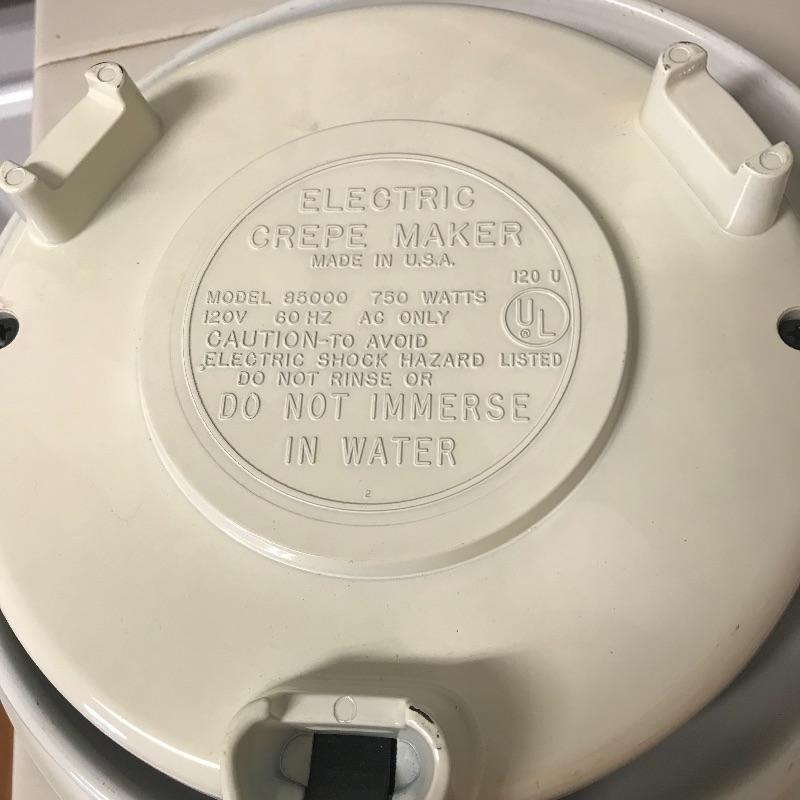 ELECTRIC
CREPE MAKER
MADE IN U.S.A.
120 U
MODEL 85000 750 WATTS
120V 60 HZ AC ONLY
UL
®
CAUTION-TO AVOID
ELECTRIC SHOCK HAZARD LISTED
DO NOT RINSE OR
DO NOT IMMERSE
IN WATER
2